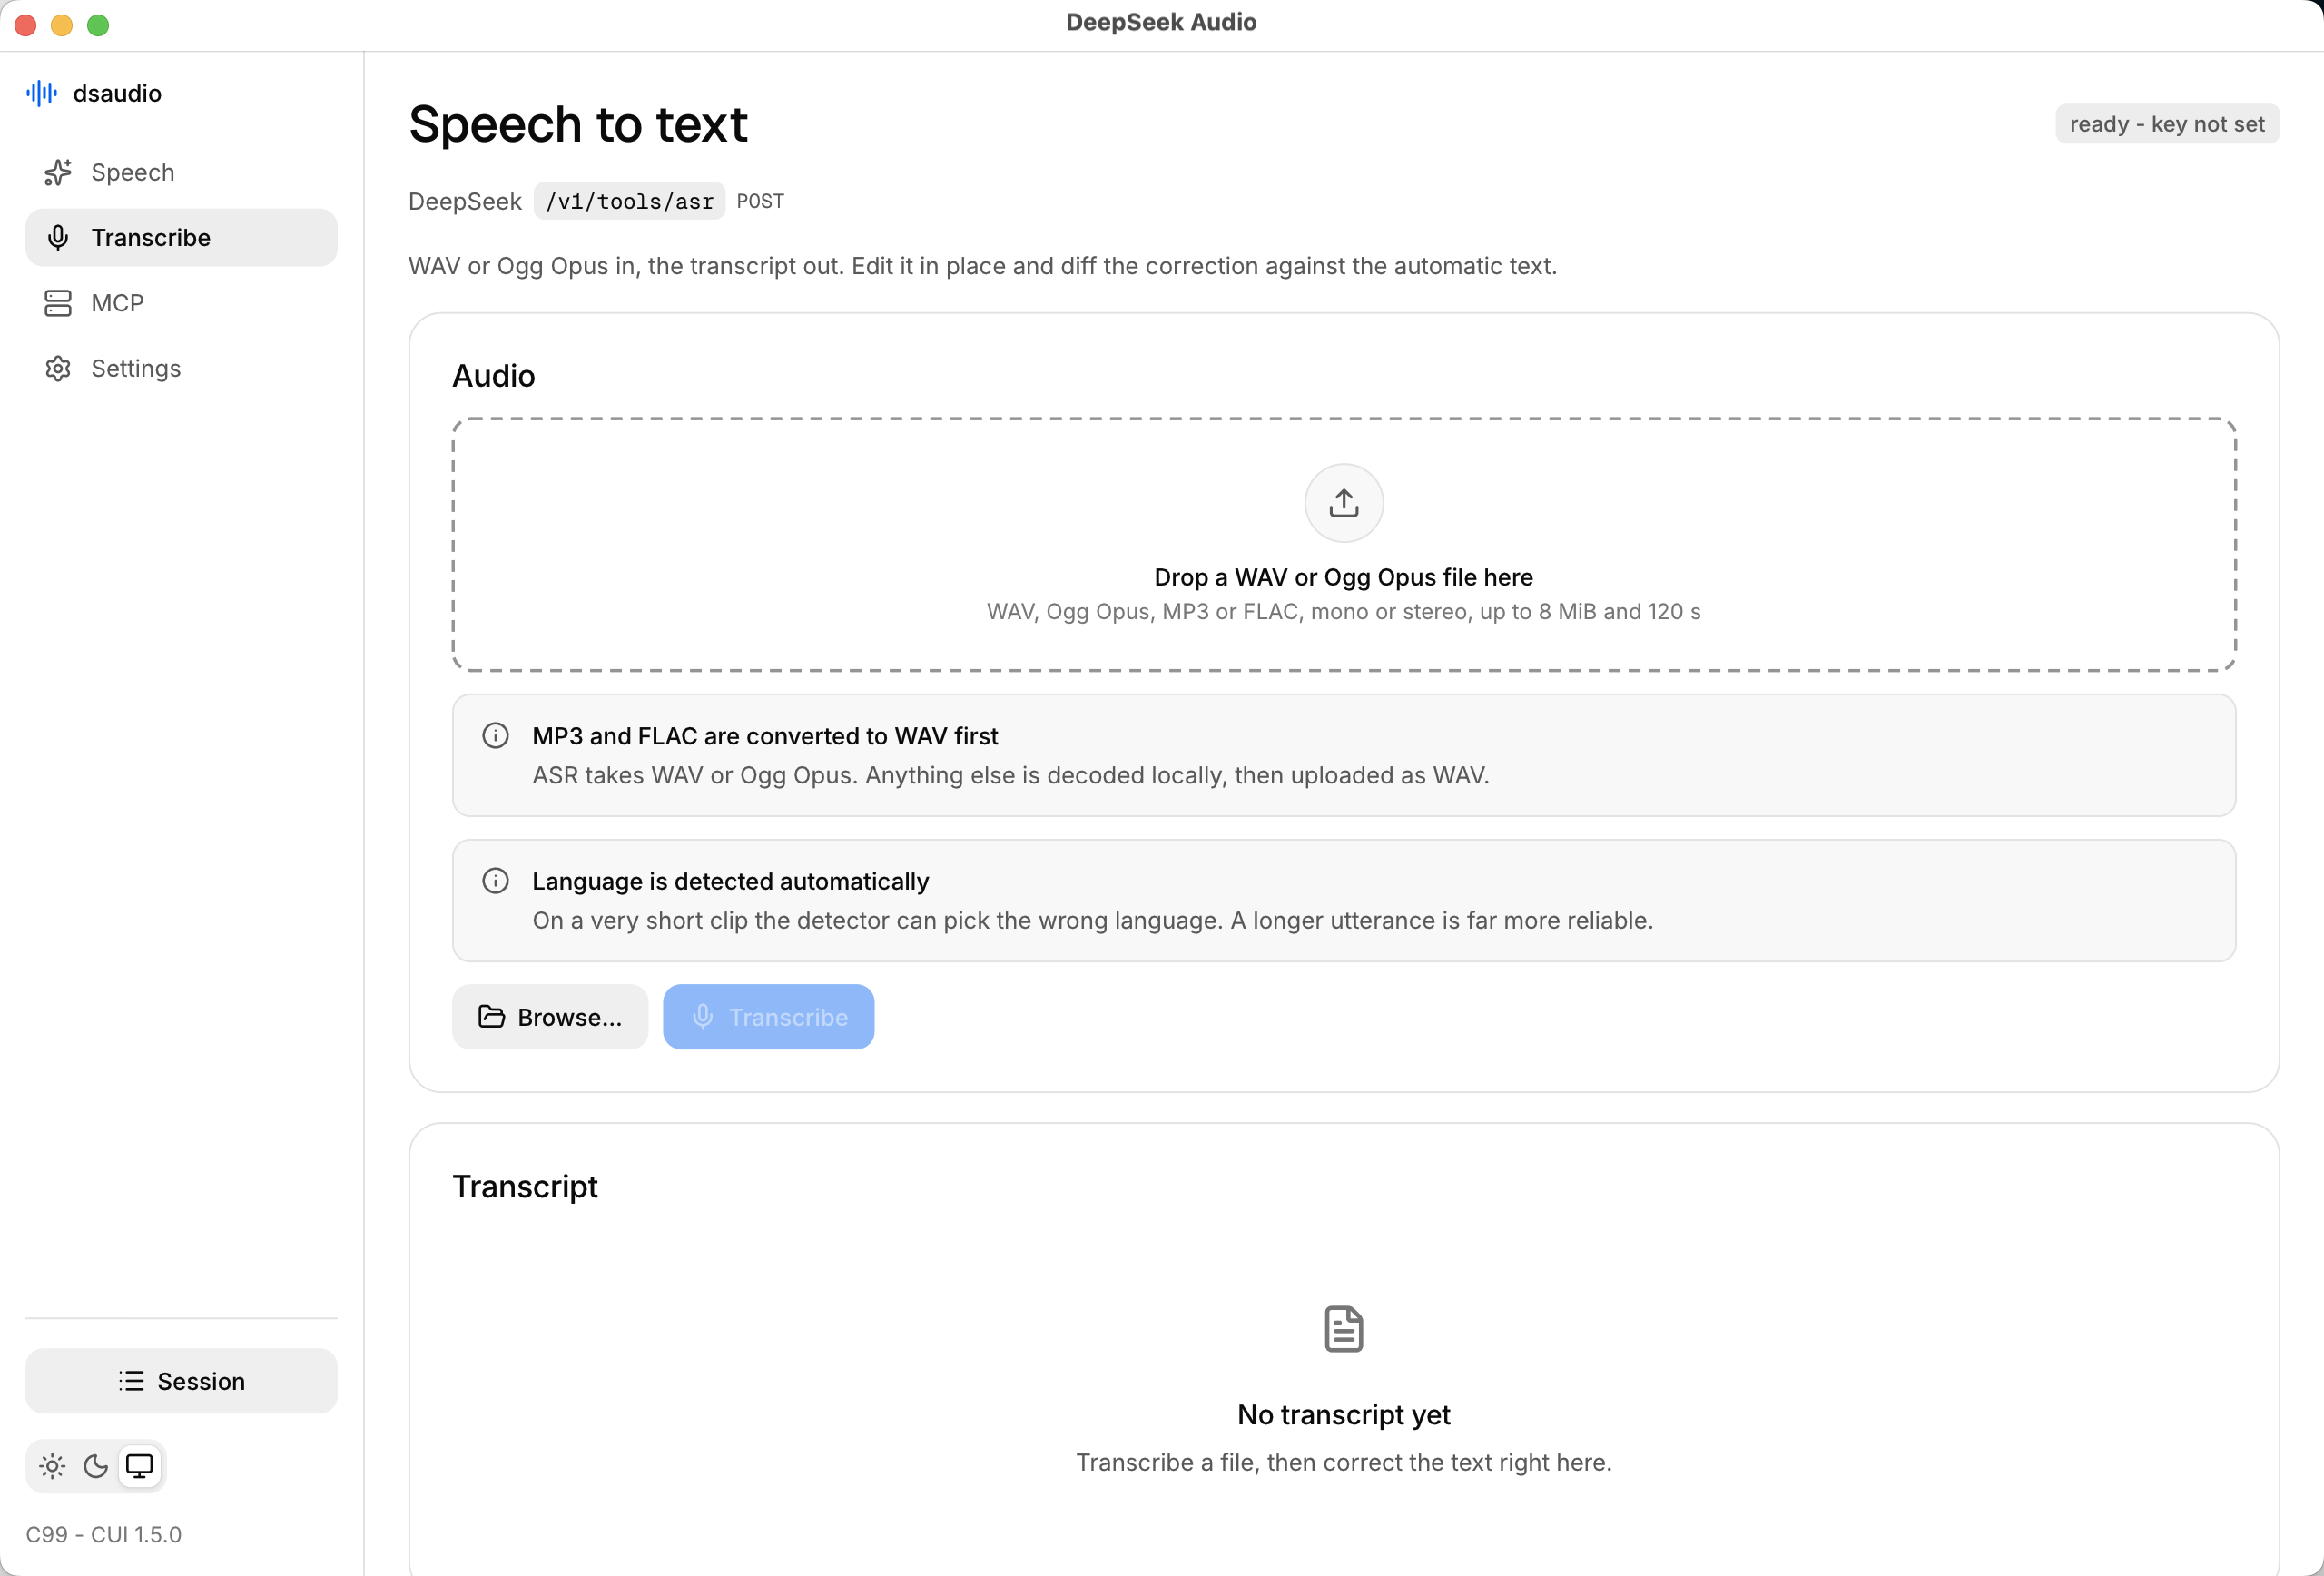 DeepSeek Audio
dsaudio
Speech
Transcribe
MCP
Settings
Session
C99 - CUI 1.5.0
Speech to text
ready - key not set
DeepSeek /v1/tools/asr POST
WAV or Ogg Opus in, the transcript out. Edit it in place and diff the correction against the automatic text.
Audio
Drop a WAV or Ogg Opus file here
WAV, Ogg Opus, MP3 or FLAC, mono or stereo, up to 8 MiB and 120 s
MP3 and FLAC are converted to WAV first
ASR takes WAV or Ogg Opus. Anything else is decoded locally, then uploaded as WAV.
Language is detected automatically
On a very short clip the detector can pick the wrong language. A longer utterance is far more reliable.
Browse...
Transcribe
Transcript
No transcript yet
Transcribe a file, then correct the text right here.